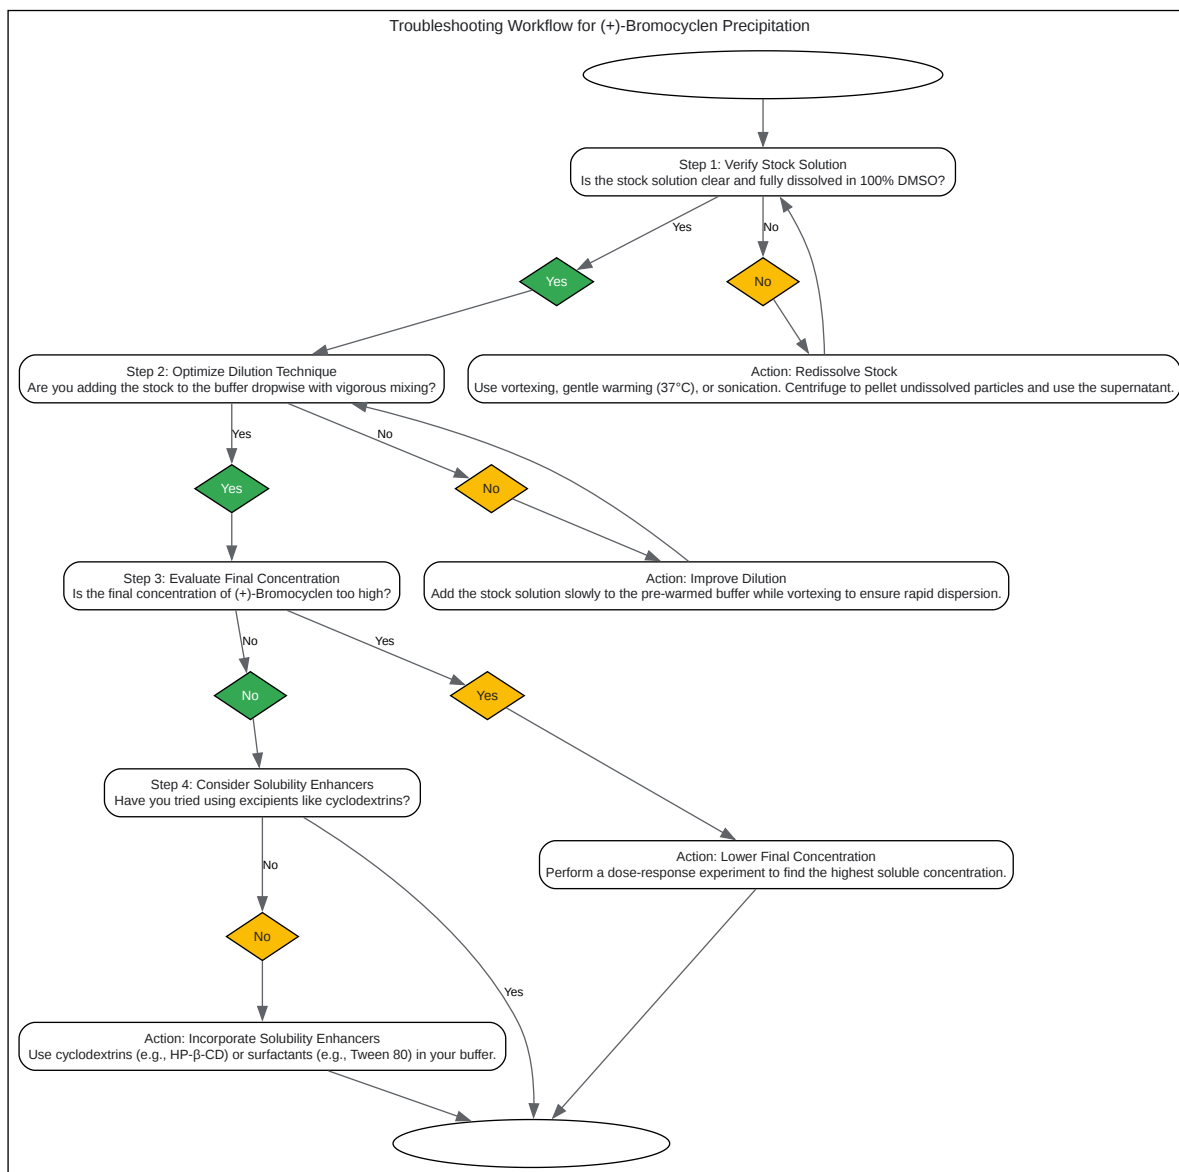 Troubleshooting Workflow for (+)-Bromocyclen Precipitation
Step 1: Verify Stock Solution
Is the stock solution clear and fully dissolved in 100% DMSO?
Yes
No
Yes
No
Step 2: Optimize Dilution Technique
Are you adding the stock to the buffer dropwise with vigorous mixing?
Action: Redissolve Stock
Use vortexing, gentle warming (37°C), or sonication. Centrifuge to pellet undissolved particles and use the supernatant.
Yes
No
Yes
No
Step 3: Evaluate Final Concentration
Is the final concentration of (+)-Bromocyclen too high?
Action: Improve Dilution
Add the stock solution slowly to the pre-warmed buffer while vortexing to ensure rapid dispersion.
No
Yes
No
Yes
Step 4: Consider Solubility Enhancers
Have you tried using excipients like cyclodextrins?
Action: Lower Final Concentration
Perform a dose-response experiment to find the highest soluble concentration.
No
No
Yes
Action: Incorporate Solubility Enhancers
Use cyclodextrins (e.g., HP-β-CD) or surfactants (e.g., Tween 80) in your buffer.